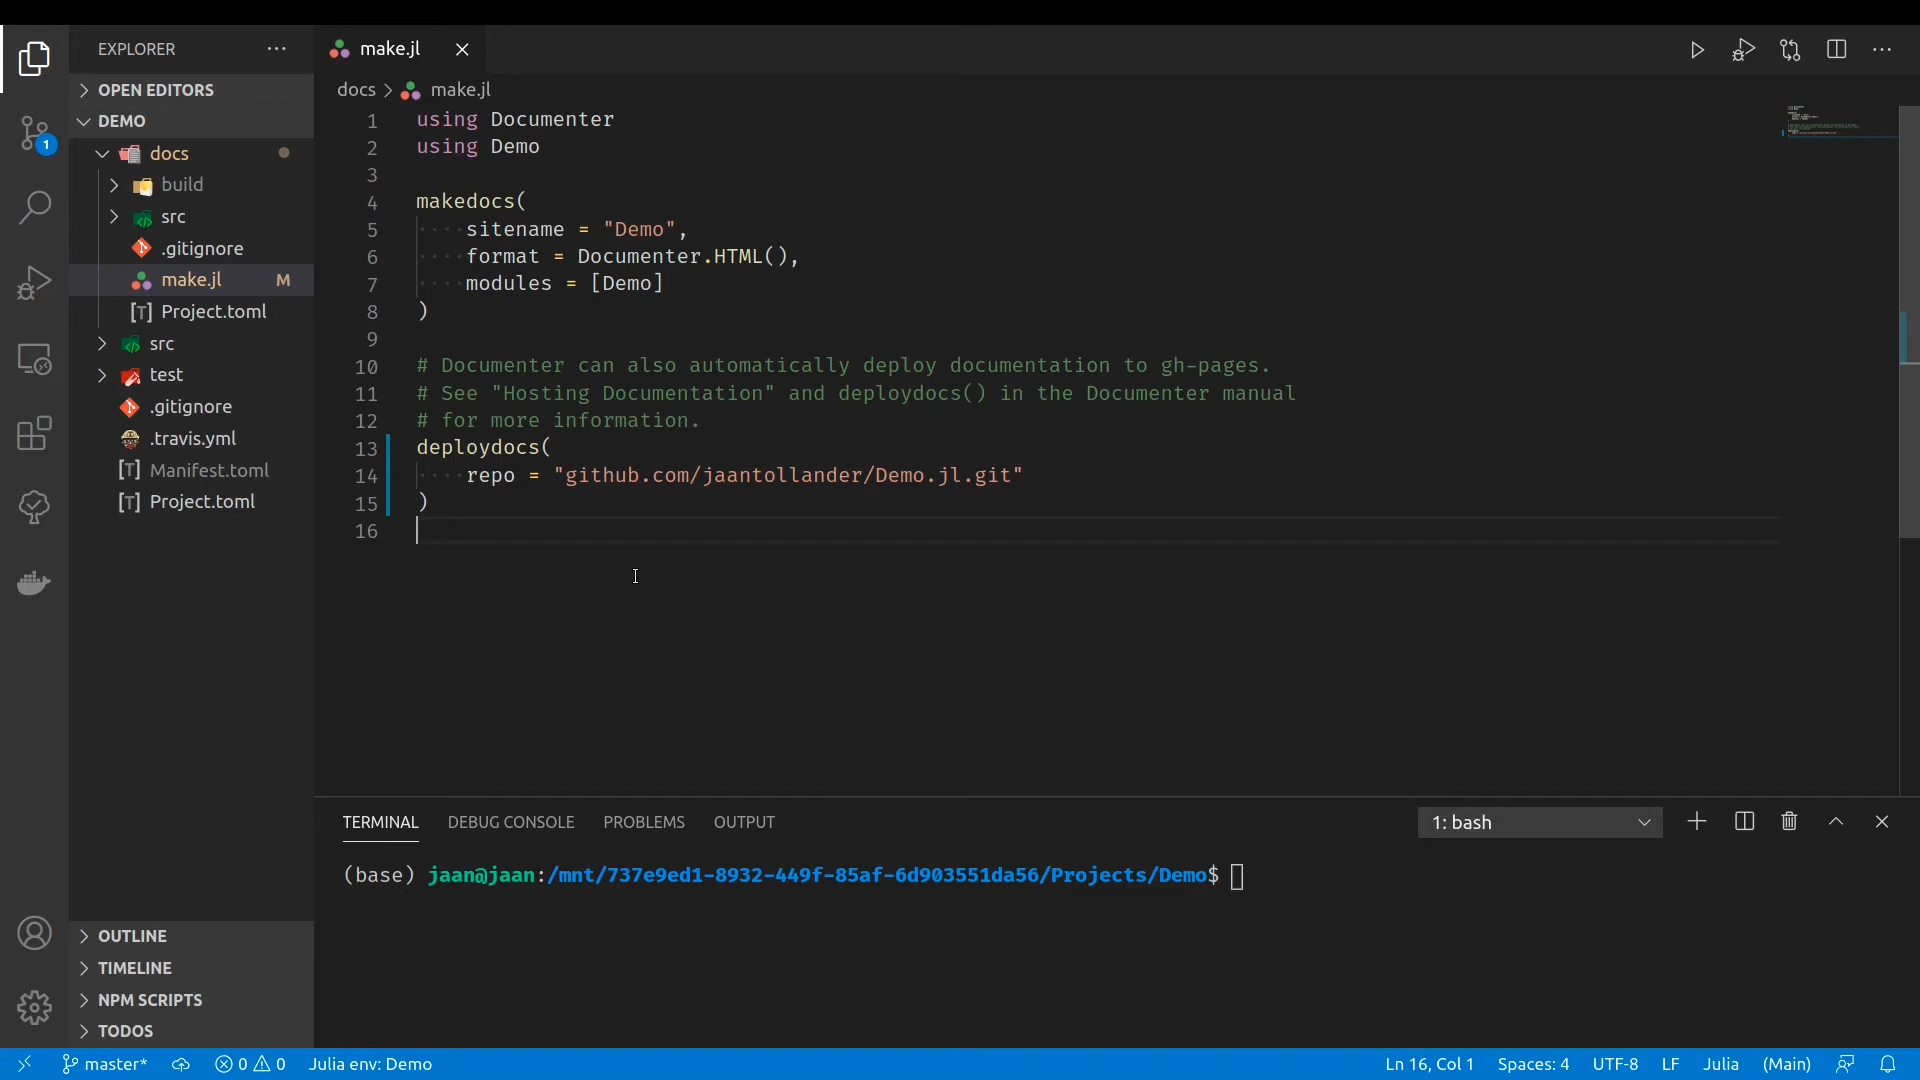 EXPLORER
OPEN EDITORS
DEMO
docs
build
src
.gitignore
make.jl M
Project.toml
src
test
.gitignore
.travis.yml
Manifest.toml
Project.toml
OUTLINE
TIMELINE
NPM SCRIPTS
TODOS
1
make.jl
docs > make.jl
1 using Documenter
2 using Demo
3
4 makedocs(
5 sitename = "Demo",
6 format = Documenter.HTML(),
7 modules = [Demo]
8 )
9
10 # Documenter can also automatically deploy documentation to gh-pages.
11 # See "Hosting Documentation" and deploydocs() in the Documenter manual
12 # for more information.
13 deploydocs(
14 repo = "github.com/jaantollander/Demo.jl.git"
15 )
16
TERMINAL DEBUG CONSOLE PROBLEMS OUTPUT 1: bash
(base) jaan@jaan:/mnt/737e9ed1-8932-449f-85af-6d903551da56/Projects/Demo$
master* 0 0 Julia env: Demo Ln 16, Col 1 Spaces: 4 UTF-8 LF Julia (Main)